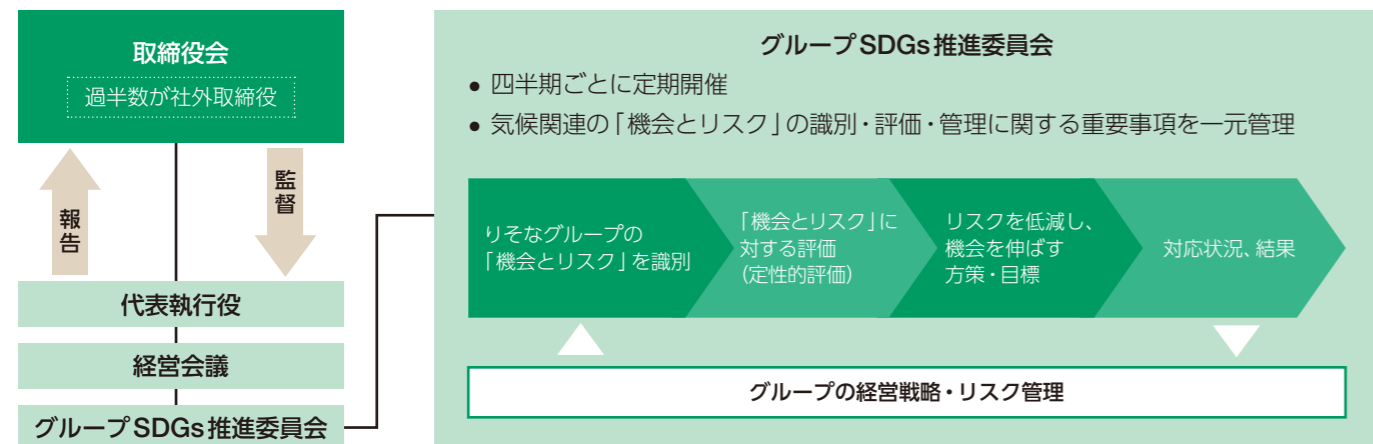 取締役会
過半数が社外取締役
報告
監督
代表執行役
経営会議
グループSDGs推進委員会
グループSDGs推進委員会
● 四半期ごとに定期開催
● 気候関連の「機会とリスク」の識別・評価・管理に関する重要事項を一元管理
りそなグループの
「機会とリスク」を識別
「機会とリスク」に
対する評価
(定性的評価)
リスクを低減し、
機会を伸ばす
方策・目標
対応状況、結果
グループの経営戦略・リスク管理